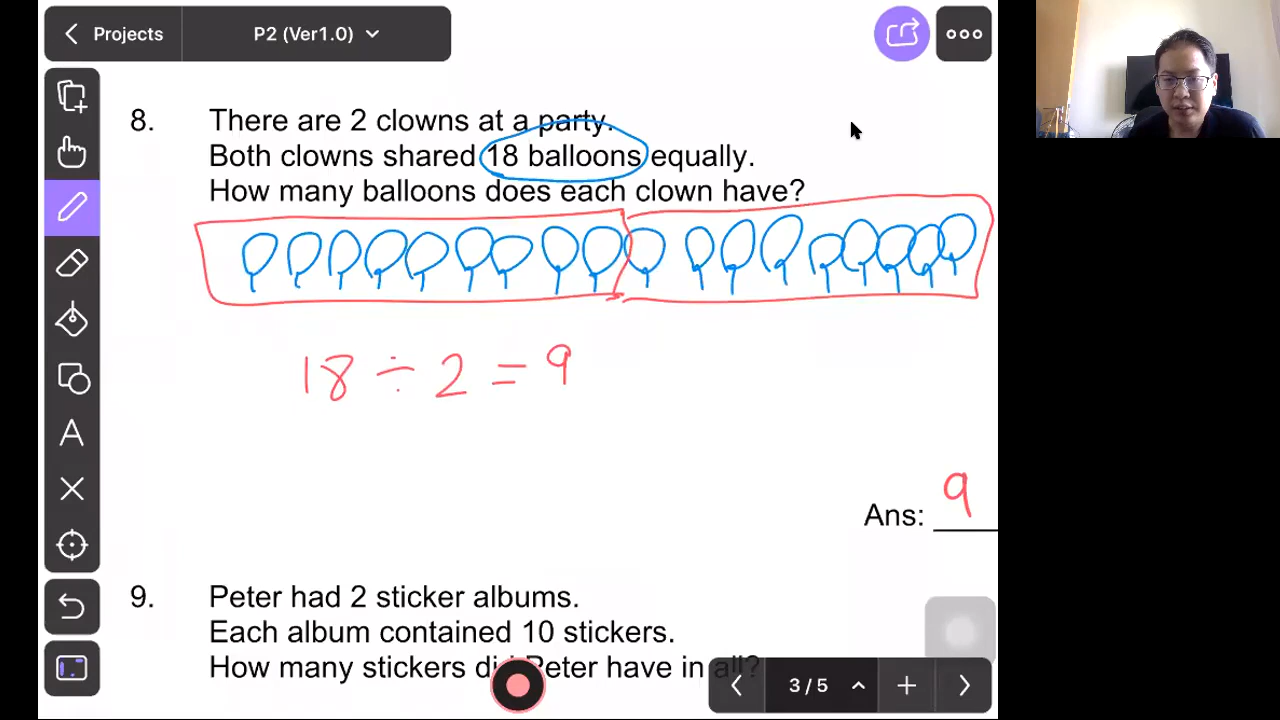 Projects
P2 (Ver1.0)
8. There are 2 clowns at a party.
Both clowns shared 18 balloons equally.
How many balloons does each clown have?
18 ÷ 2 = 9
Ans: 9
9. Peter had 2 sticker albums.
Each album contained 10 stickers.
How many stickers did Peter have in all?
3 / 5